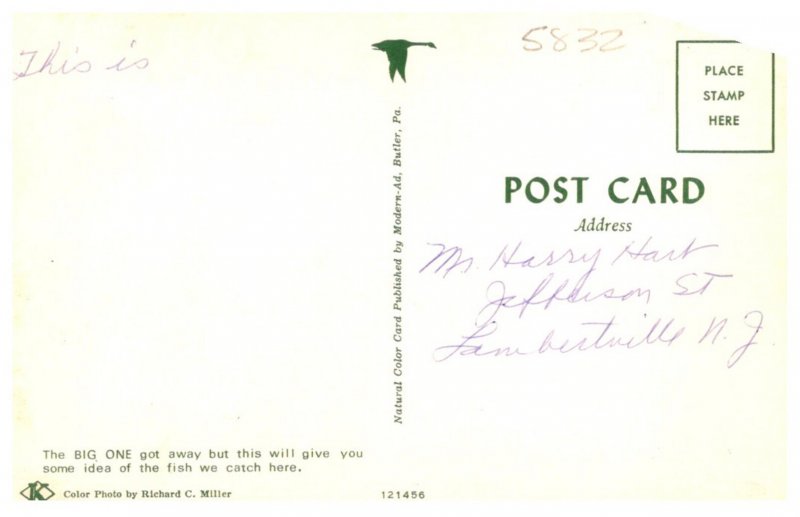 This is
5832
PLACE
STAMP
HERE
POST CARD
Address
Mr. Harry Hart
Jefferson St
Lambertville N.J.
Natural Color Card Published by Modern-Ad, Butler, Pa.
The BIG ONE got away but this will give you
some idea of the fish we catch here.
K
Color Photo by Richard C. Miller
121456